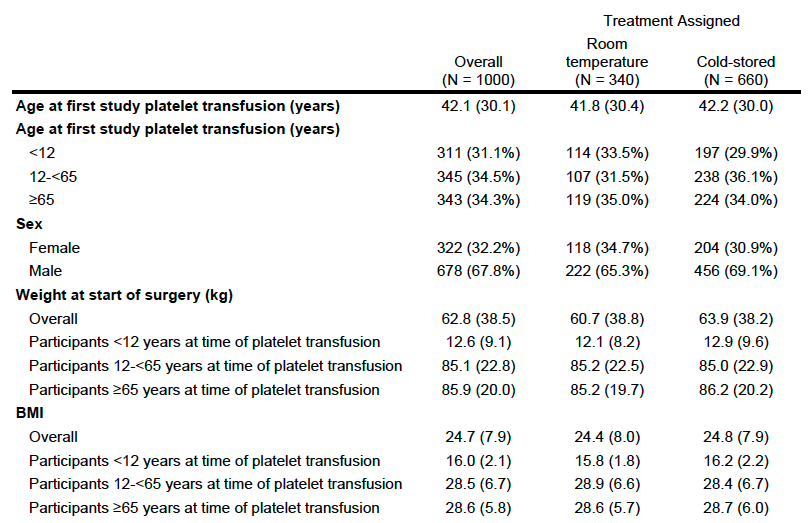 Treatment Assigned
Overall (N = 1000) Room temperature (N = 340) Cold-stored (N = 660)
Age at first study platelet transfusion (years) 42.1 (30.1) 41.8 (30.4) 42.2 (30.0)
Age at first study platelet transfusion (years)
<12 311 (31.1%) 114 (33.5%) 197 (29.9%)
12-<65 345 (34.5%) 107 (31.5%) 238 (36.1%)
≥65 343 (34.3%) 119 (35.0%) 224 (34.0%)
Sex
Female 322 (32.2%) 118 (34.7%) 204 (30.9%)
Male 678 (67.8%) 222 (65.3%) 456 (69.1%)
Weight at start of surgery (kg)
Overall 62.8 (38.5) 60.7 (38.8) 63.9 (38.2)
Participants <12 years at time of platelet transfusion 12.6 (9.1) 12.1 (8.2) 12.9 (9.6)
Participants 12-<65 years at time of platelet transfusion 85.1 (22.8) 85.2 (22.5) 85.0 (22.9)
Participants ≥65 years at time of platelet transfusion 85.9 (20.0) 85.2 (19.7) 86.2 (20.2)
BMI
Overall 24.7 (7.9) 24.4 (8.0) 24.8 (7.9)
Participants <12 years at time of platelet transfusion 16.0 (2.1) 15.8 (1.8) 16.2 (2.2)
Participants 12-<65 years at time of platelet transfusion 28.5 (6.7) 28.9 (6.6) 28.4 (6.7)
Participants ≥65 years at time of platelet transfusion 28.6 (5.8) 28.6 (5.7) 28.7 (6.0)